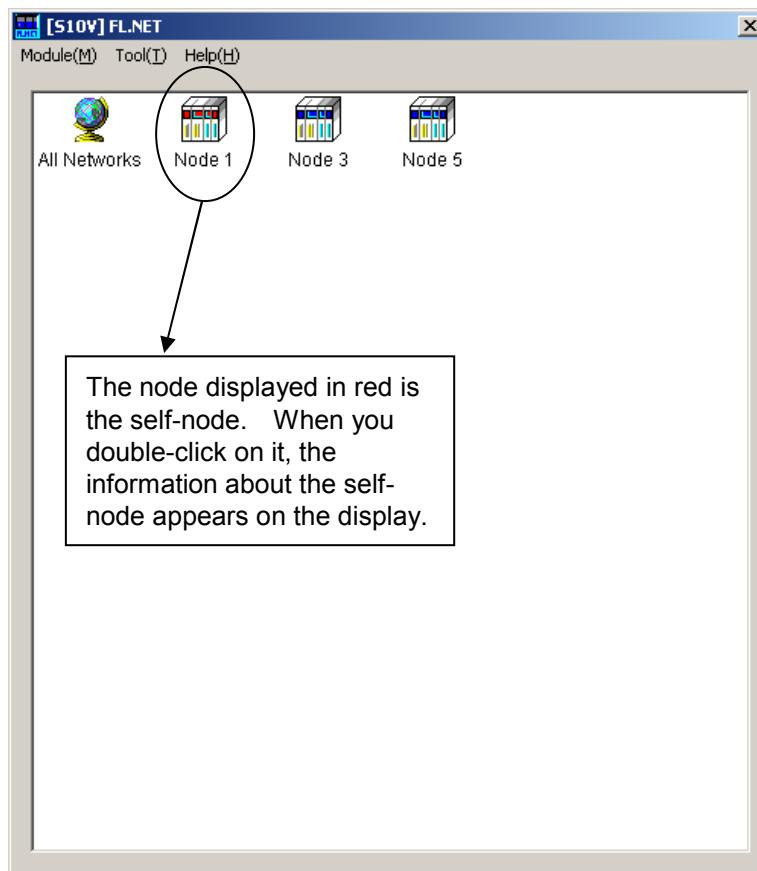 [S10V] FL.NET
Module(M) Tool(T) Help(H)
All Networks Node 1 Node 3 Node 5
The node displayed in red is
the self-node. When you
double-click on it, the
information about the self-
node appears on the display.